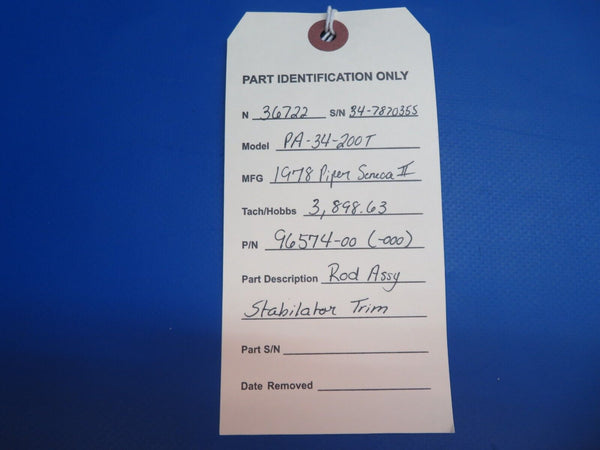 PART IDENTIFICATION ONLY
N 36722 S/N 34-7870355
Model PA-34-200T
MFG 1978 Piper Seneca II
Tach/Hobbs 3,898.63
P/N 96574-00 (-000)
Part Description Rod Assy
Stabilator Trim
Part S/N
Date Removed